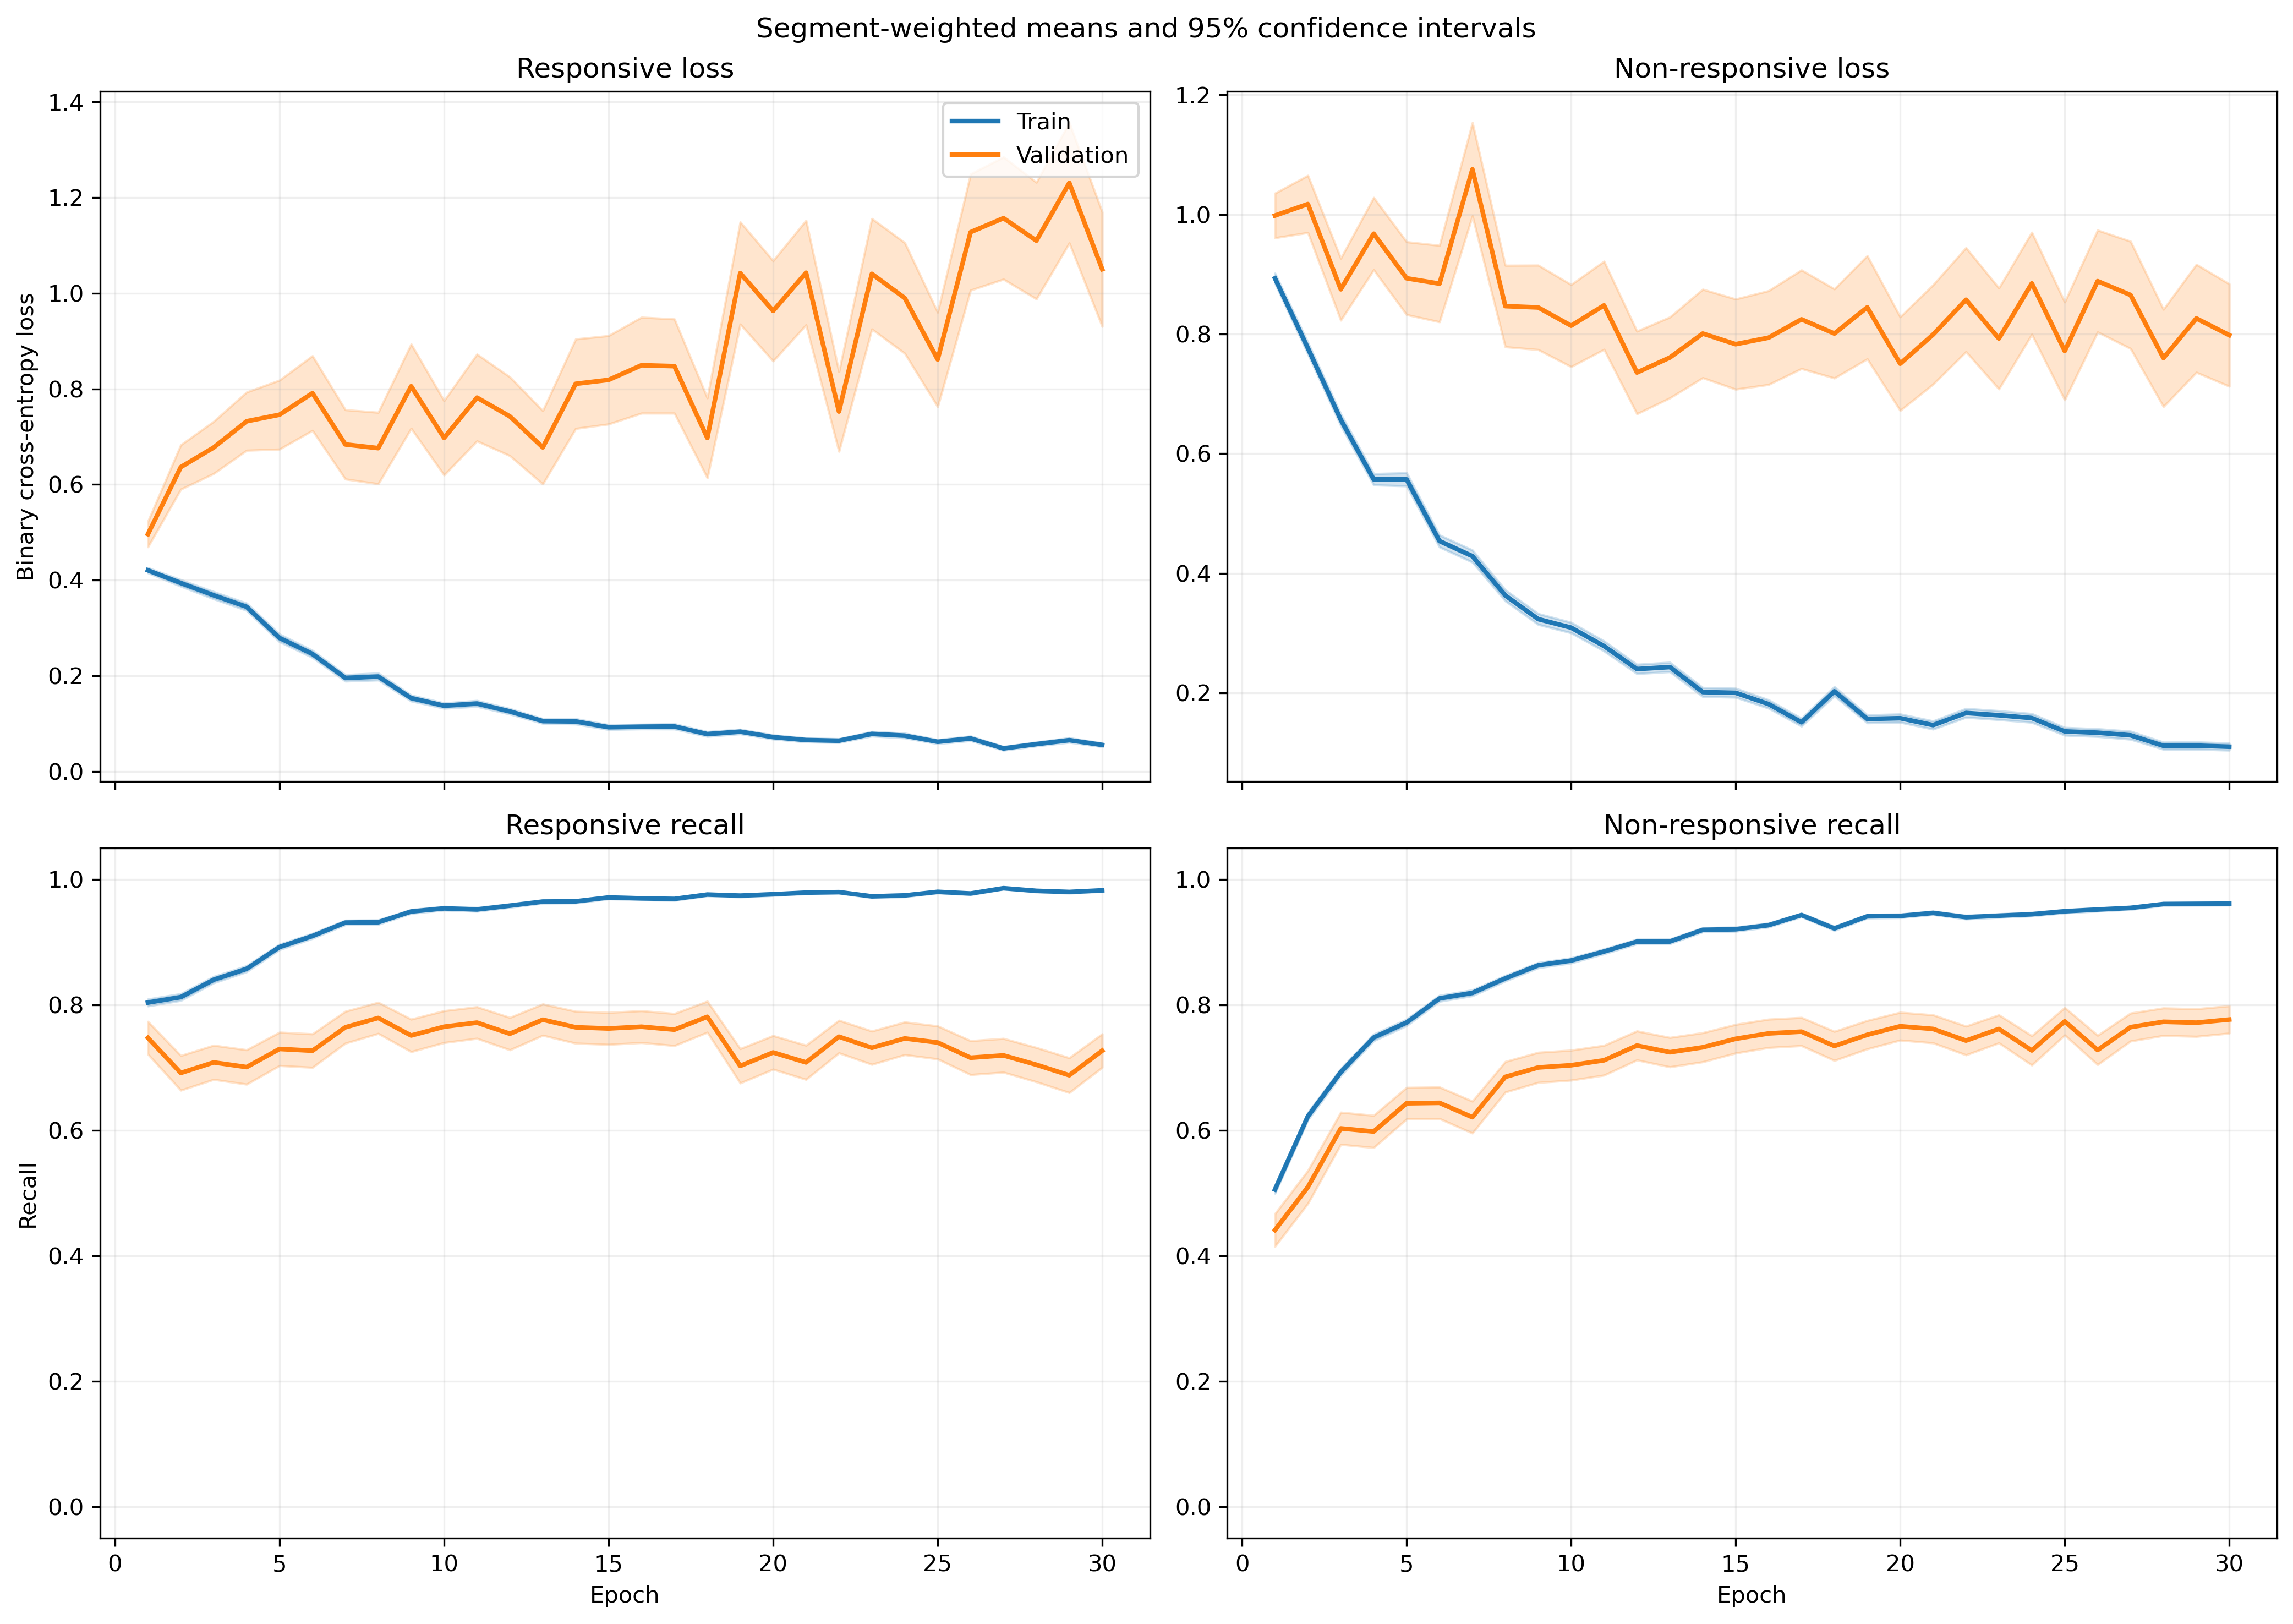 Segment-weighted means and 95% confidence intervals
Responsive loss
Non-responsive loss
Binary cross-entropy loss
1.4
1.2
1.0
0.8
0.6
0.4
0.2
0.0
Train
Validation
1.2
1.0
0.8
0.6
0.4
0.2
Responsive recall
Non-responsive recall
Recall
1.0
0.8
0.6
0.4
0.2
0.0
0 5 10 15 20 25 30
Epoch
1.0
0.8
0.6
0.4
0.2
0.0
0 5 10 15 20 25 30
Epoch